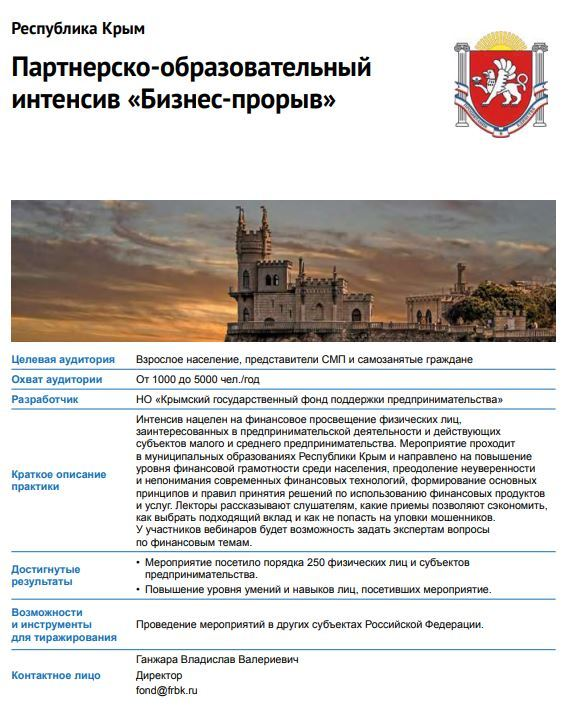 Республика Крым
Партнерско-образовательный
интенсив «Бизнес-прорыв»
Целевая аудитория Взрослое население, представители СМП и самозанятые граждане
Охват аудитории От 1000 до 5000 чел./год
Разработчик НО «Крымский государственный фонд поддержки предпринимательства»
Краткое описание
практики
Интенсив нацелен на финансовое просвещение физических лиц,
заинтересованных в предпринимательской деятельности и действующих
субъектов малого и среднего предпринимательства. Мероприятие проходит
в муниципальных образованиях Республики Крым и направлено на повышение
уровня финансовой грамотности среди населения, преодоление неуверенности
и непонимания современных финансовых технологий, формирование основных
принципов и правил принятия решений по использованию финансовых продуктов
и услуг. Лекторы рассказывают слушателям, какие приемы позволяют сэкономить,
как выбрать подходящий вклад и как не попасть на уловки мошенников.
У участников вебинаров будет возможность задать экспертам вопросы
по финансовым темам.
Достигнутые
результаты
• Мероприятие посетило порядка 250 физических лиц и субъектов
предпринимательства.
• Повышение уровня умений и навыков лиц, посетивших мероприятие.
Возможности
и инструменты
для тиражирования
Проведение мероприятий в других субъектах Российской Федерации.
Контактное лицо
Ганжара Владислав Валериевич
Директор
fond@frbk.ru